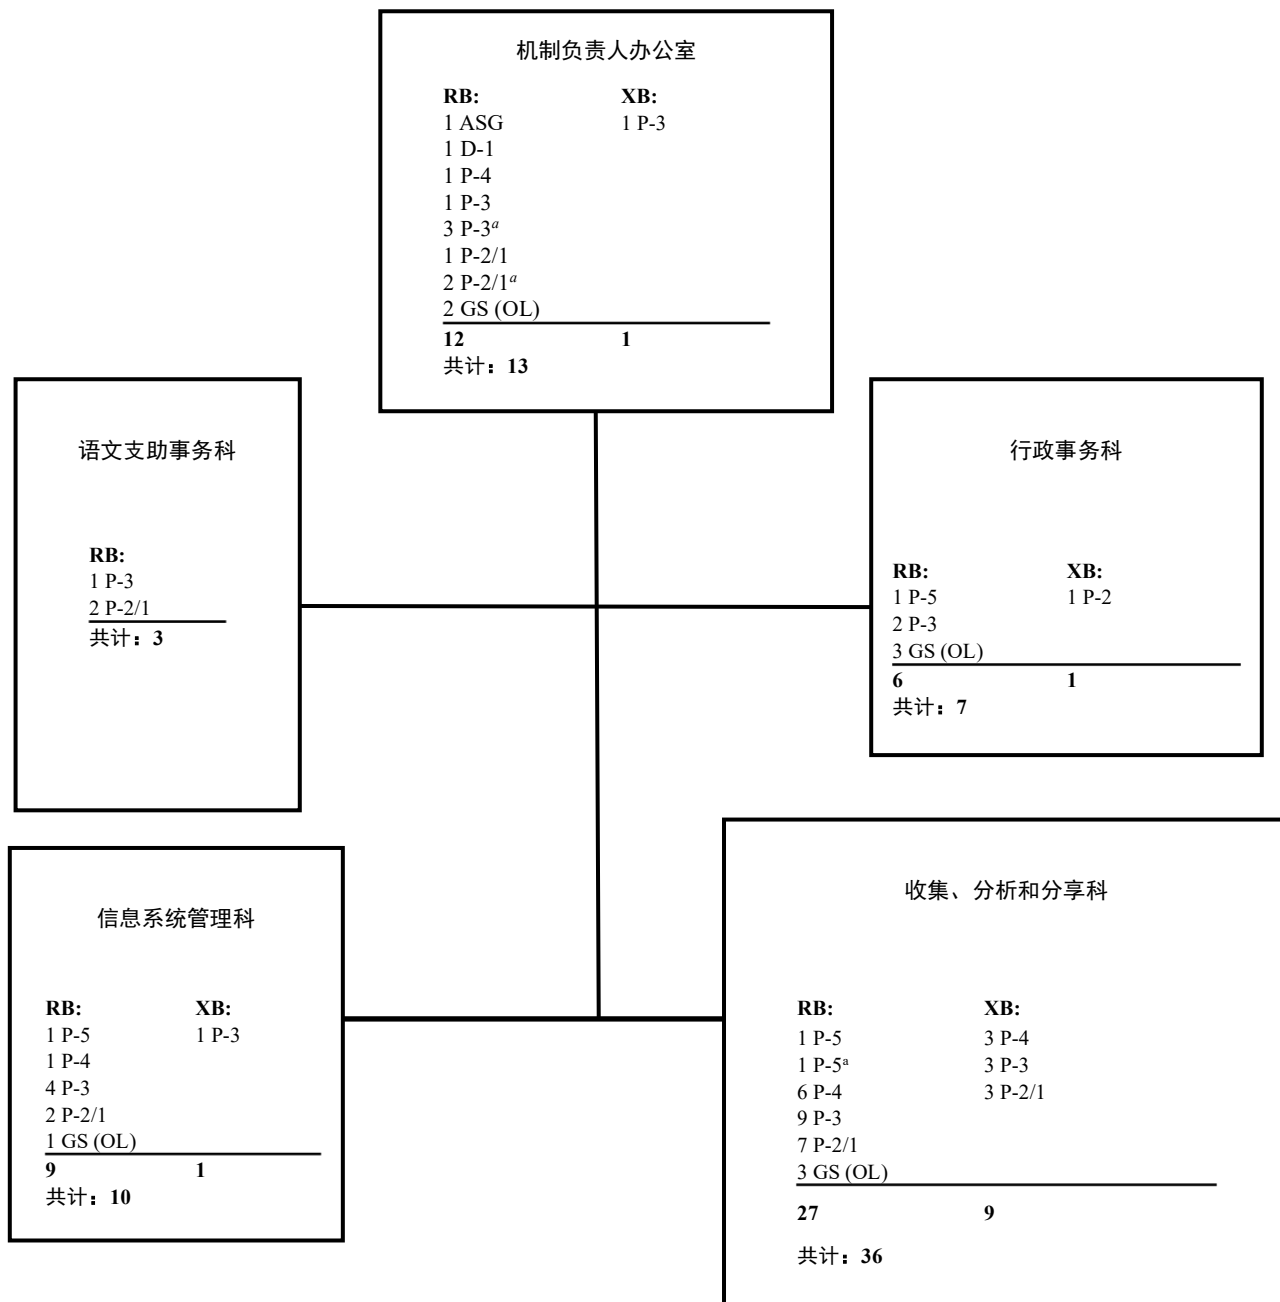 机制负责人办公室
RB: XB:
1 ASG 1 P-3
1 D-1
1 P-4
1 P-3
3 P-3ᵃ
1 P-2/1
2 P-2/1ᵃ
2 GS (OL)
12 1
共计：13
语文支助事务科
RB:
1 P-3
2 P-2/1
共计：3
行政事务科
RB: XB:
1 P-5 1 P-2
2 P-3
3 GS (OL)
6 1
共计：7
信息系统管理科
RB: XB:
1 P-5 1 P-3
1 P-4
4 P-3
2 P-2/1
1 GS (OL)
9 1
共计：10
收集、分析和分享科
RB: XB:
1 P-5 3 P-4
1 P-5ᵃ 3 P-3
6 P-4 3 P-2/1
9 P-3
7 P-2/1
3 GS (OL)
27 9
共计：36